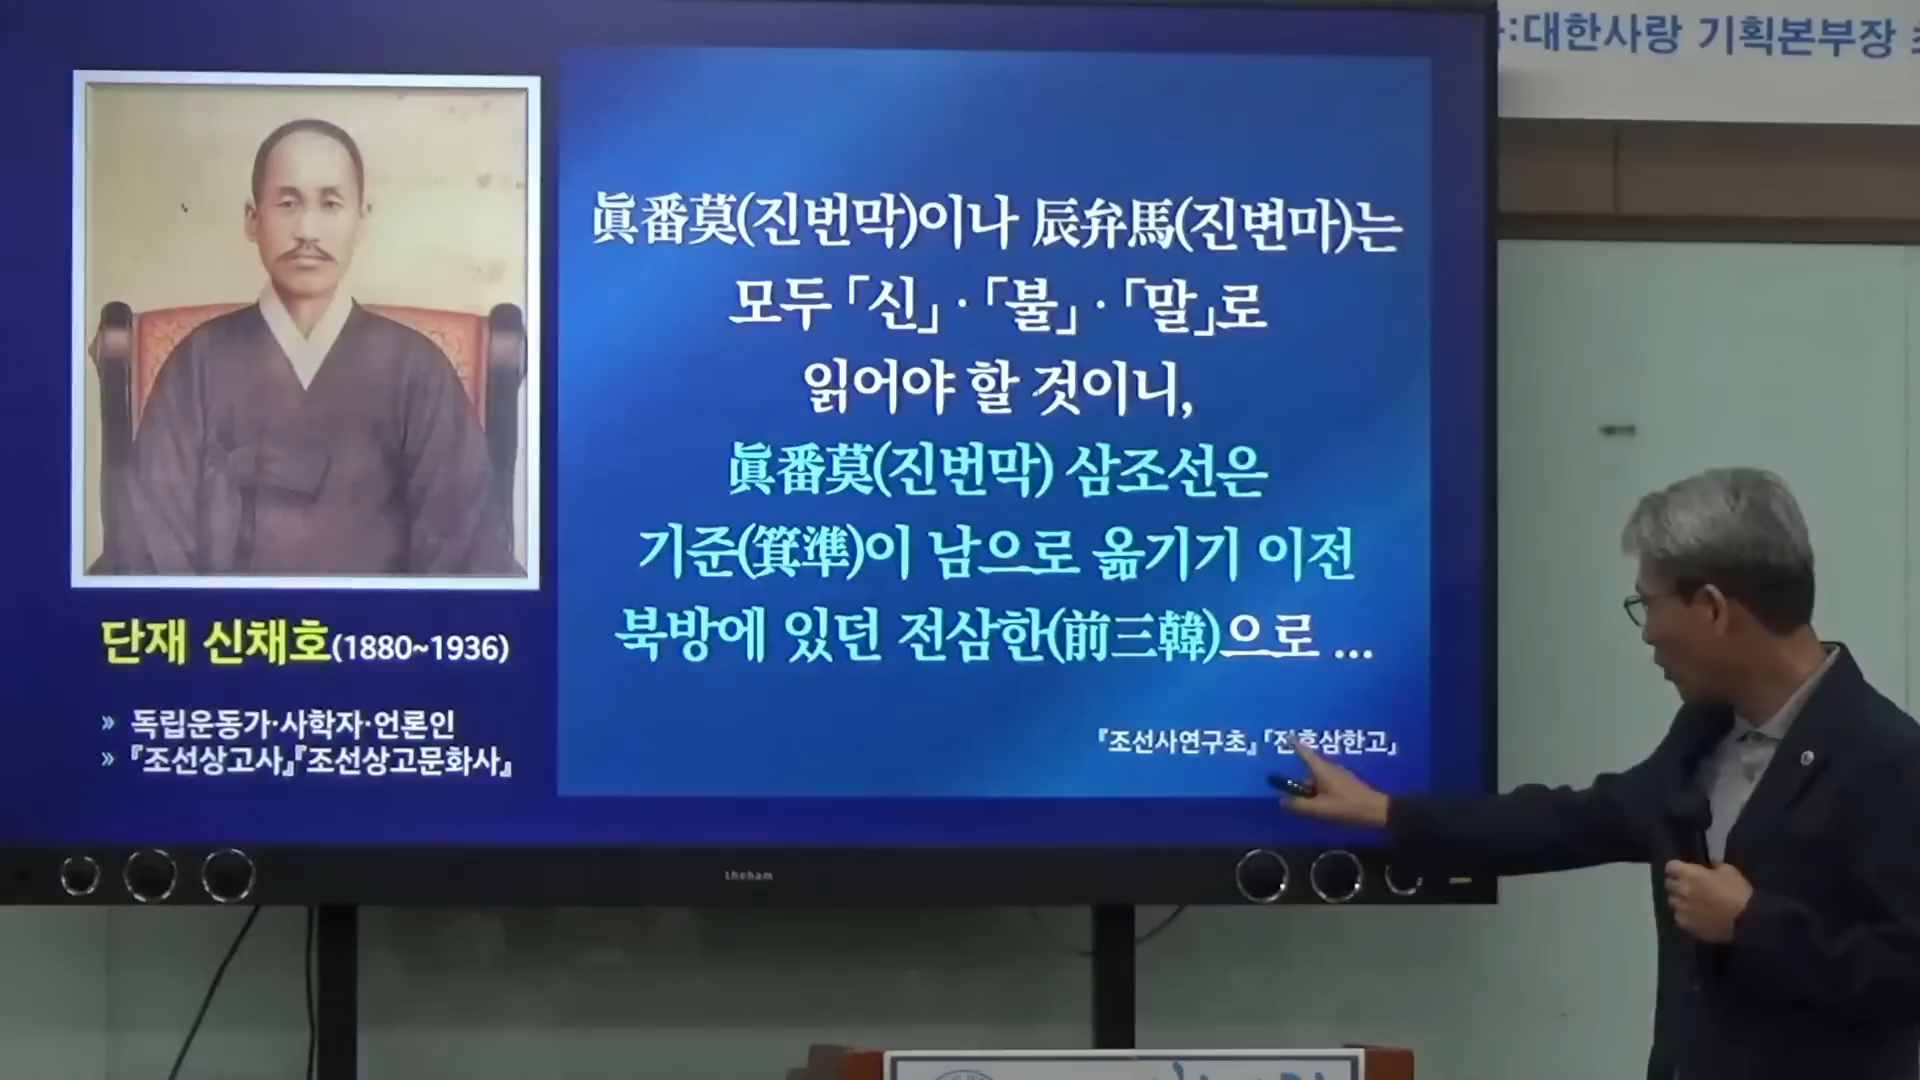 :대한사랑 기획본부장
眞番莫(진번막)이나 辰弁馬(진변마)는
모두 「신」·「불」·「말」로
읽어야 할 것이니,
眞番莫(진번막) 삼조선은
기준(箕準)이 남으로 옮기기 이전
북방에 있던 전삼한(前三韓)으로 ...
『조선사연구초』 「전후삼한고」
단재 신채호(1880~1936)
» 독립운동가·사학자·언론인
» 『조선상고사』『조선상고문화사』